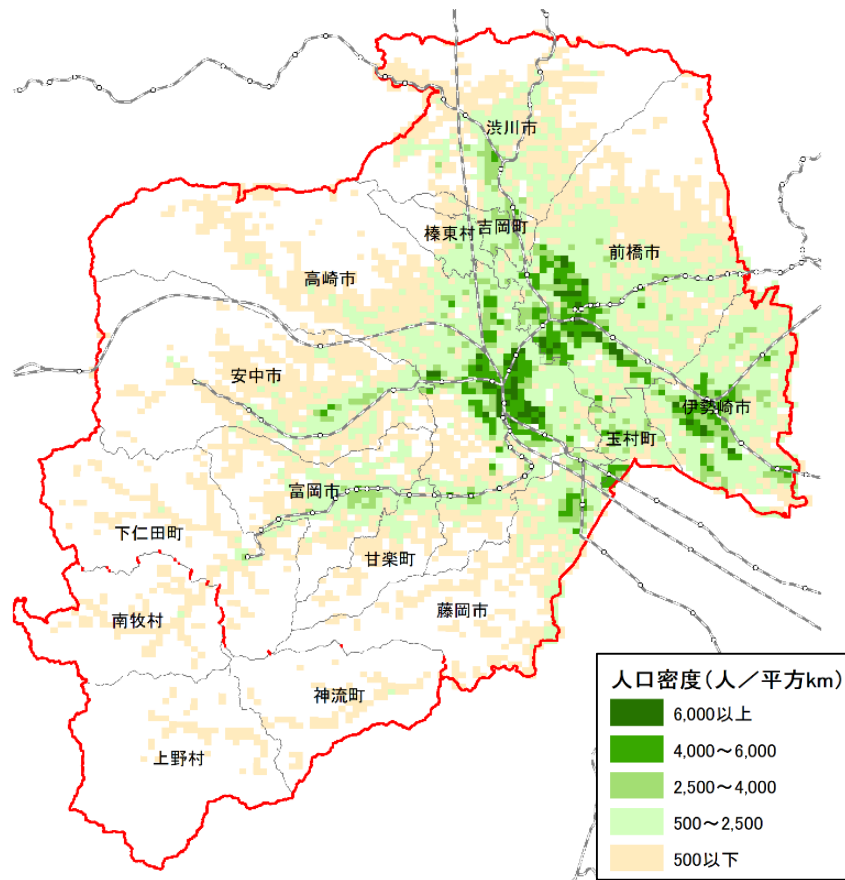 渋川市
吉岡町
榛東村
前橋市
高崎市
安中市
伊勢崎市
玉村町
富岡市
下仁田町
甘楽町
南牧村
藤岡市
神流町
上野村
人口密度(人/平方km)
6,000以上
4,000~6,000
2,500~4,000
500~2,500
500以下